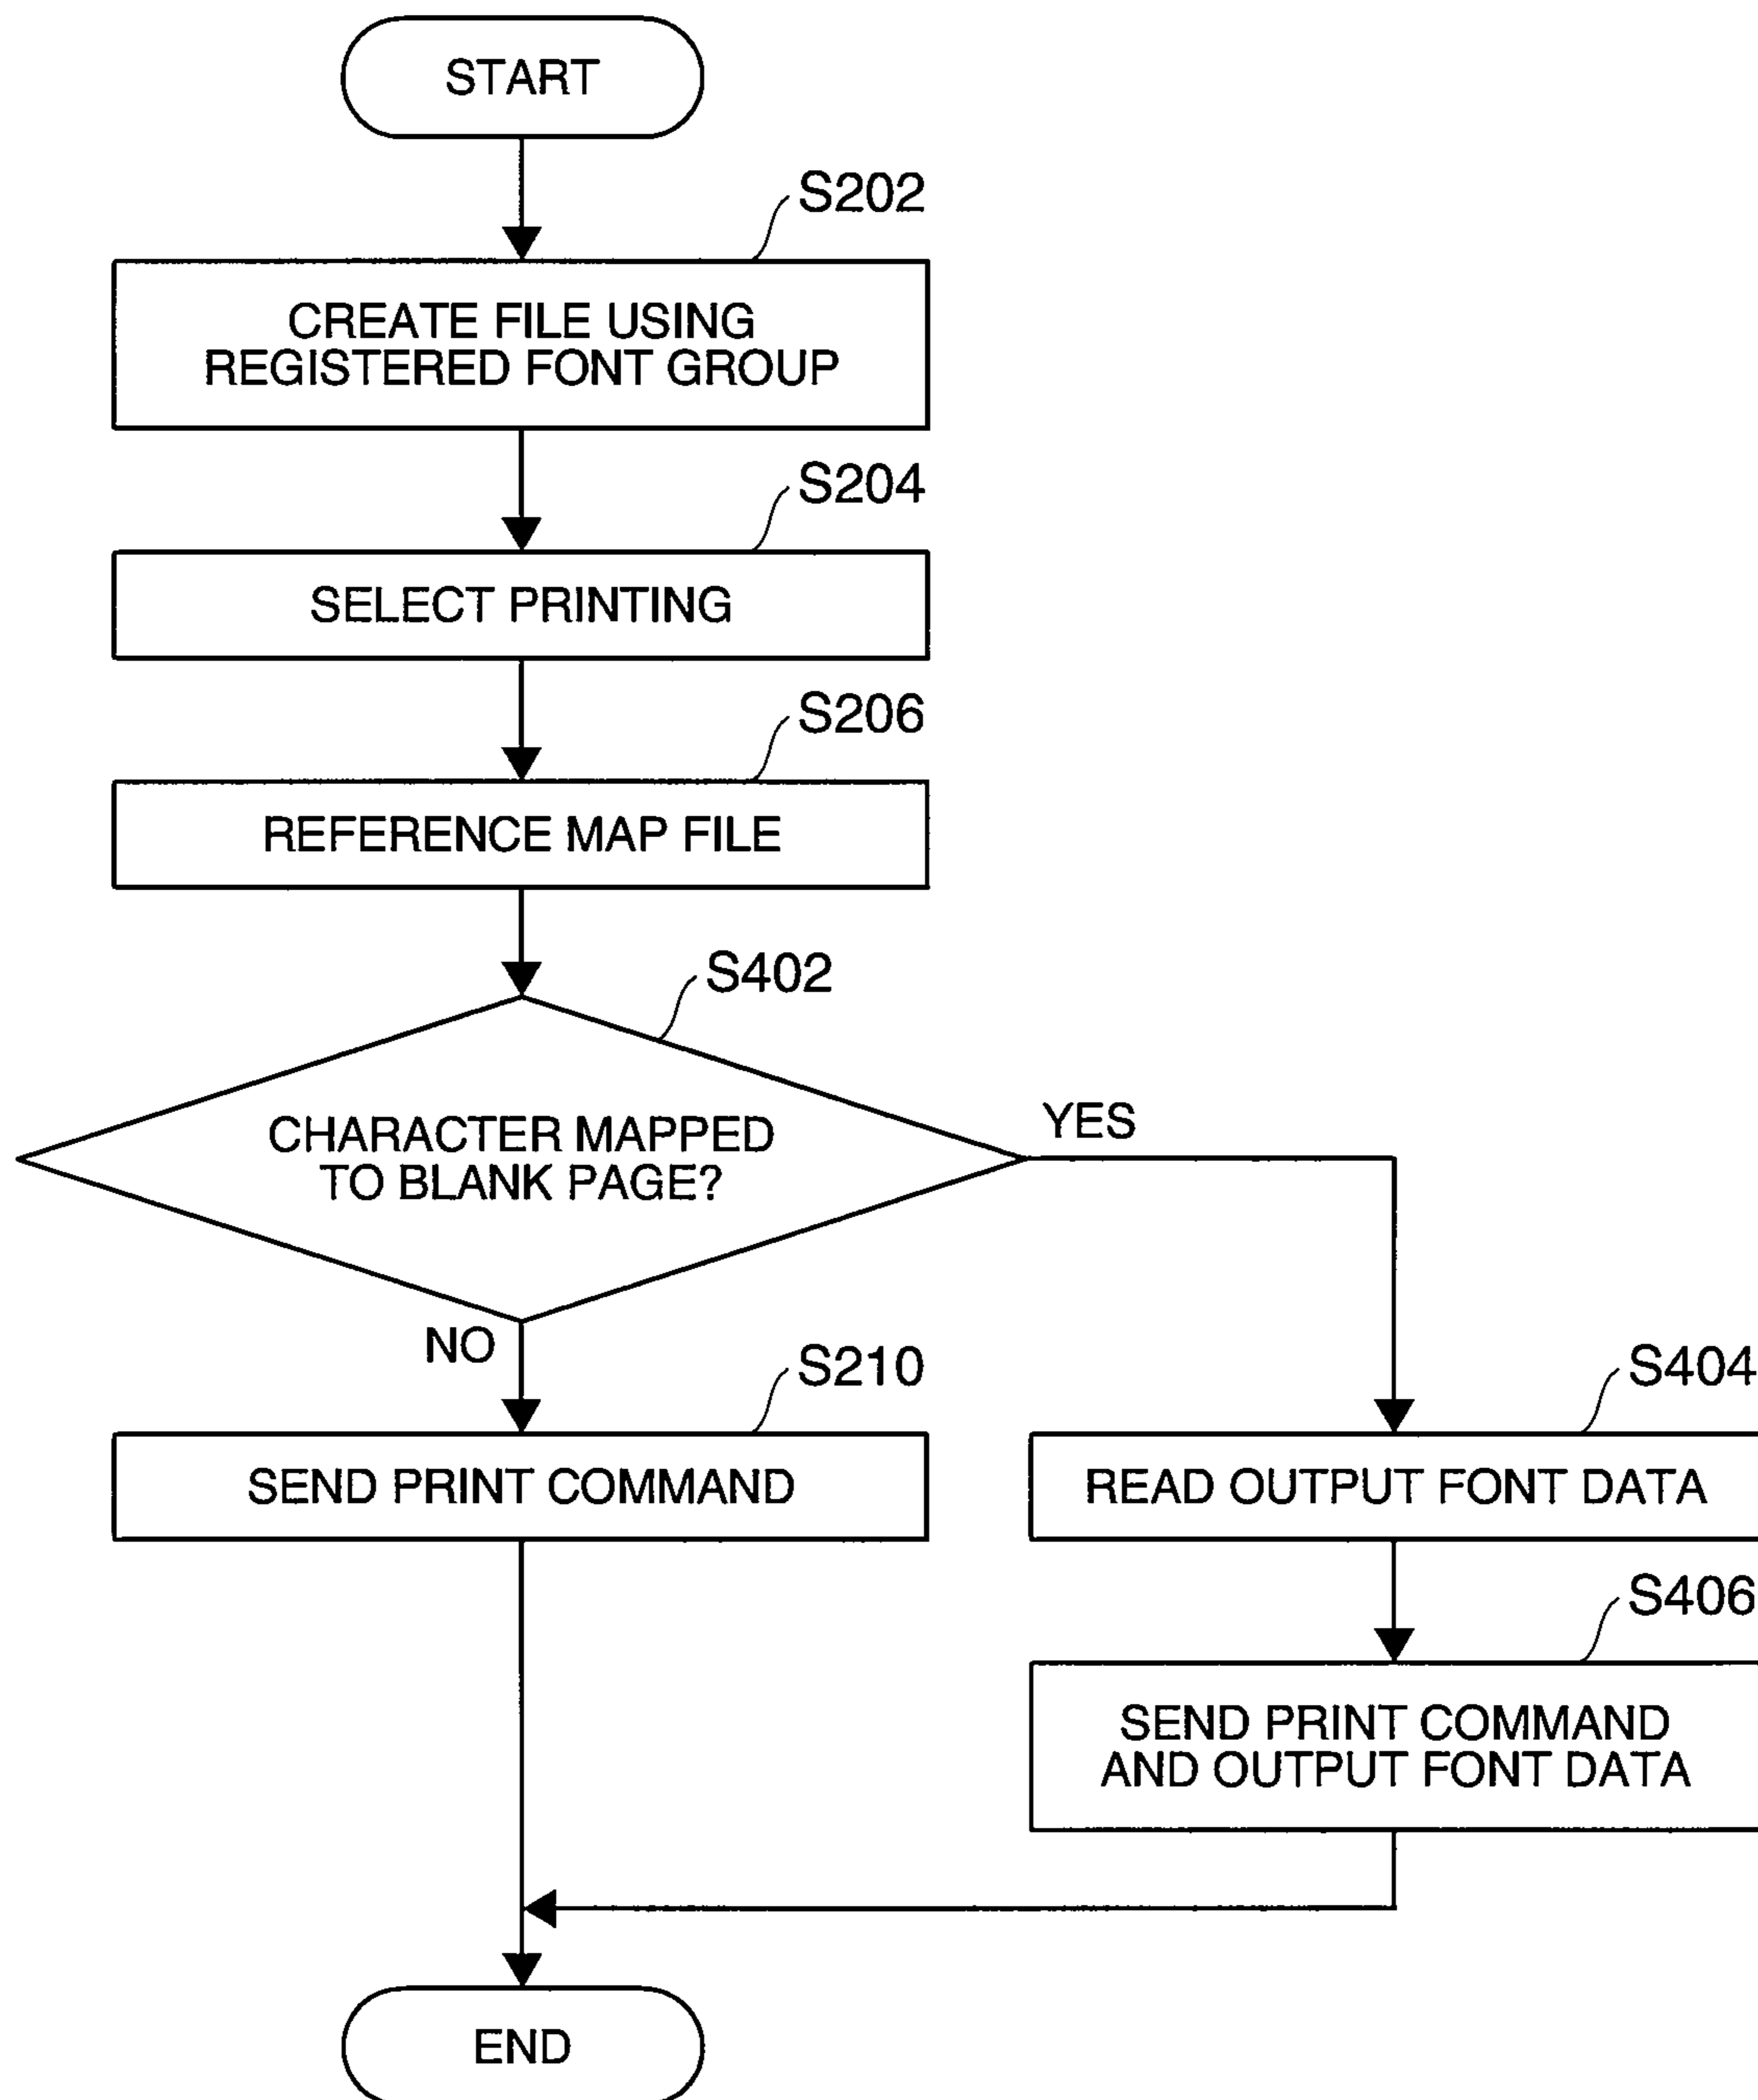 START
S202
CREATE FILE USING
REGISTERED FONT GROUP
S204
SELECT PRINTING
S206
REFERENCE MAP FILE
S402
CHARACTER MAPPED
TO BLANK PAGE?
YES
NO
S210
SEND PRINT COMMAND
S404
READ OUTPUT FONT DATA
S406
SEND PRINT COMMAND
AND OUTPUT FONT DATA
END